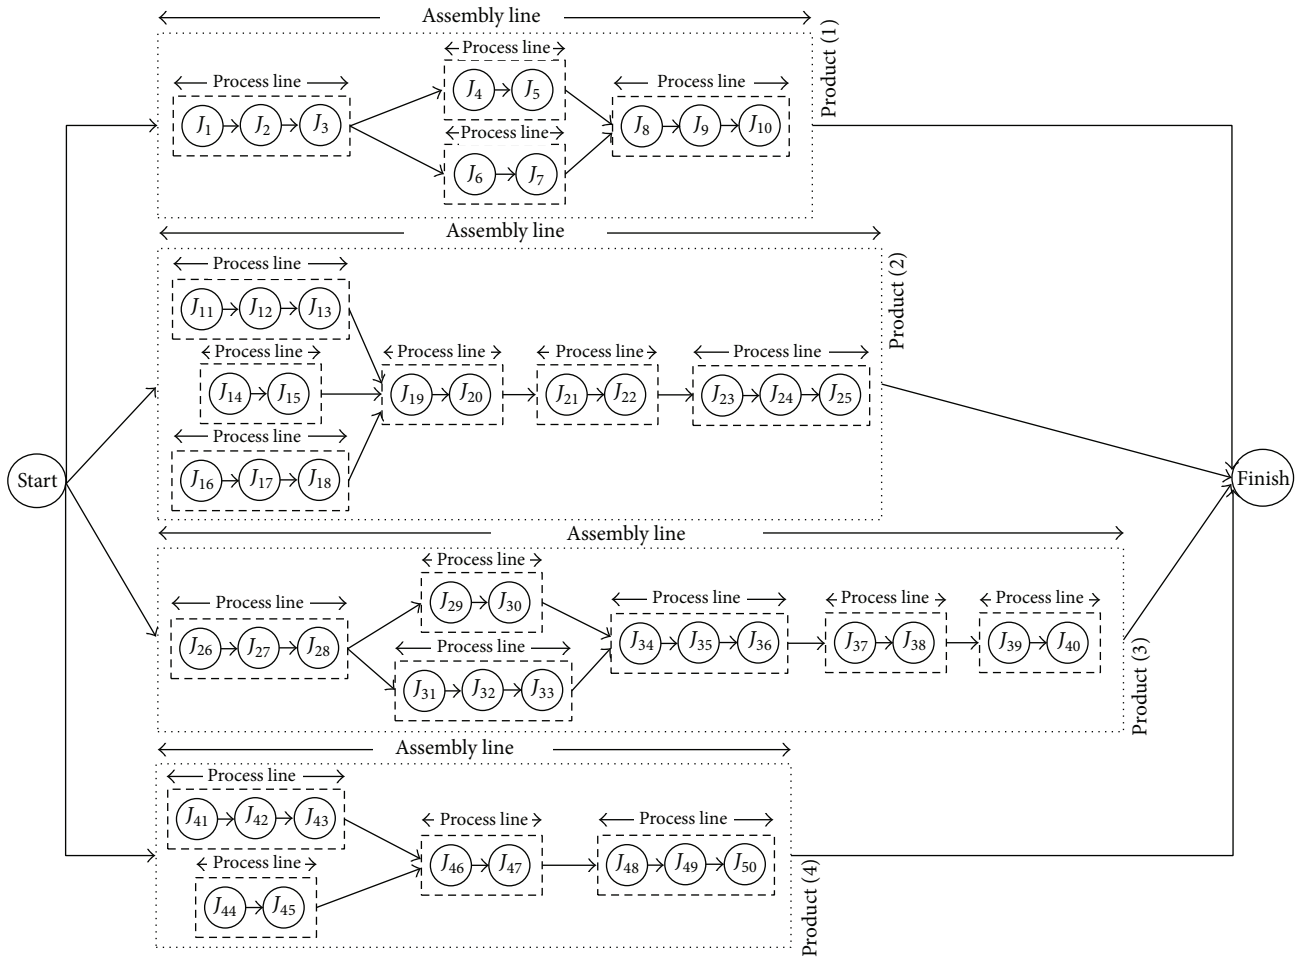 Assembly line
Process line
J4 J5
Process line
J1 J2 J3
Process line
J6 J7
Process line
J8 J9 J10
Product (1)
Assembly line
Process line
J11 J12 J13
Process line
J14 J15
Process line
J16 J17 J18
Process line
J19 J20
Process line
J21 J22
Process line
J23 J24 J25
Product (2)
Start
Finish
Assembly line
Process line
J26 J27 J28
Process line
J29 J30
Process line
J31 J32 J33
Process line
J34 J35 J36
Process line
J37 J38
Process line
J39 J40
Product (3)
Assembly line
Process line
J41 J42 J43
Process line
J44 J45
Process line
J46 J47
Process line
J48 J49 J50
Product (4)